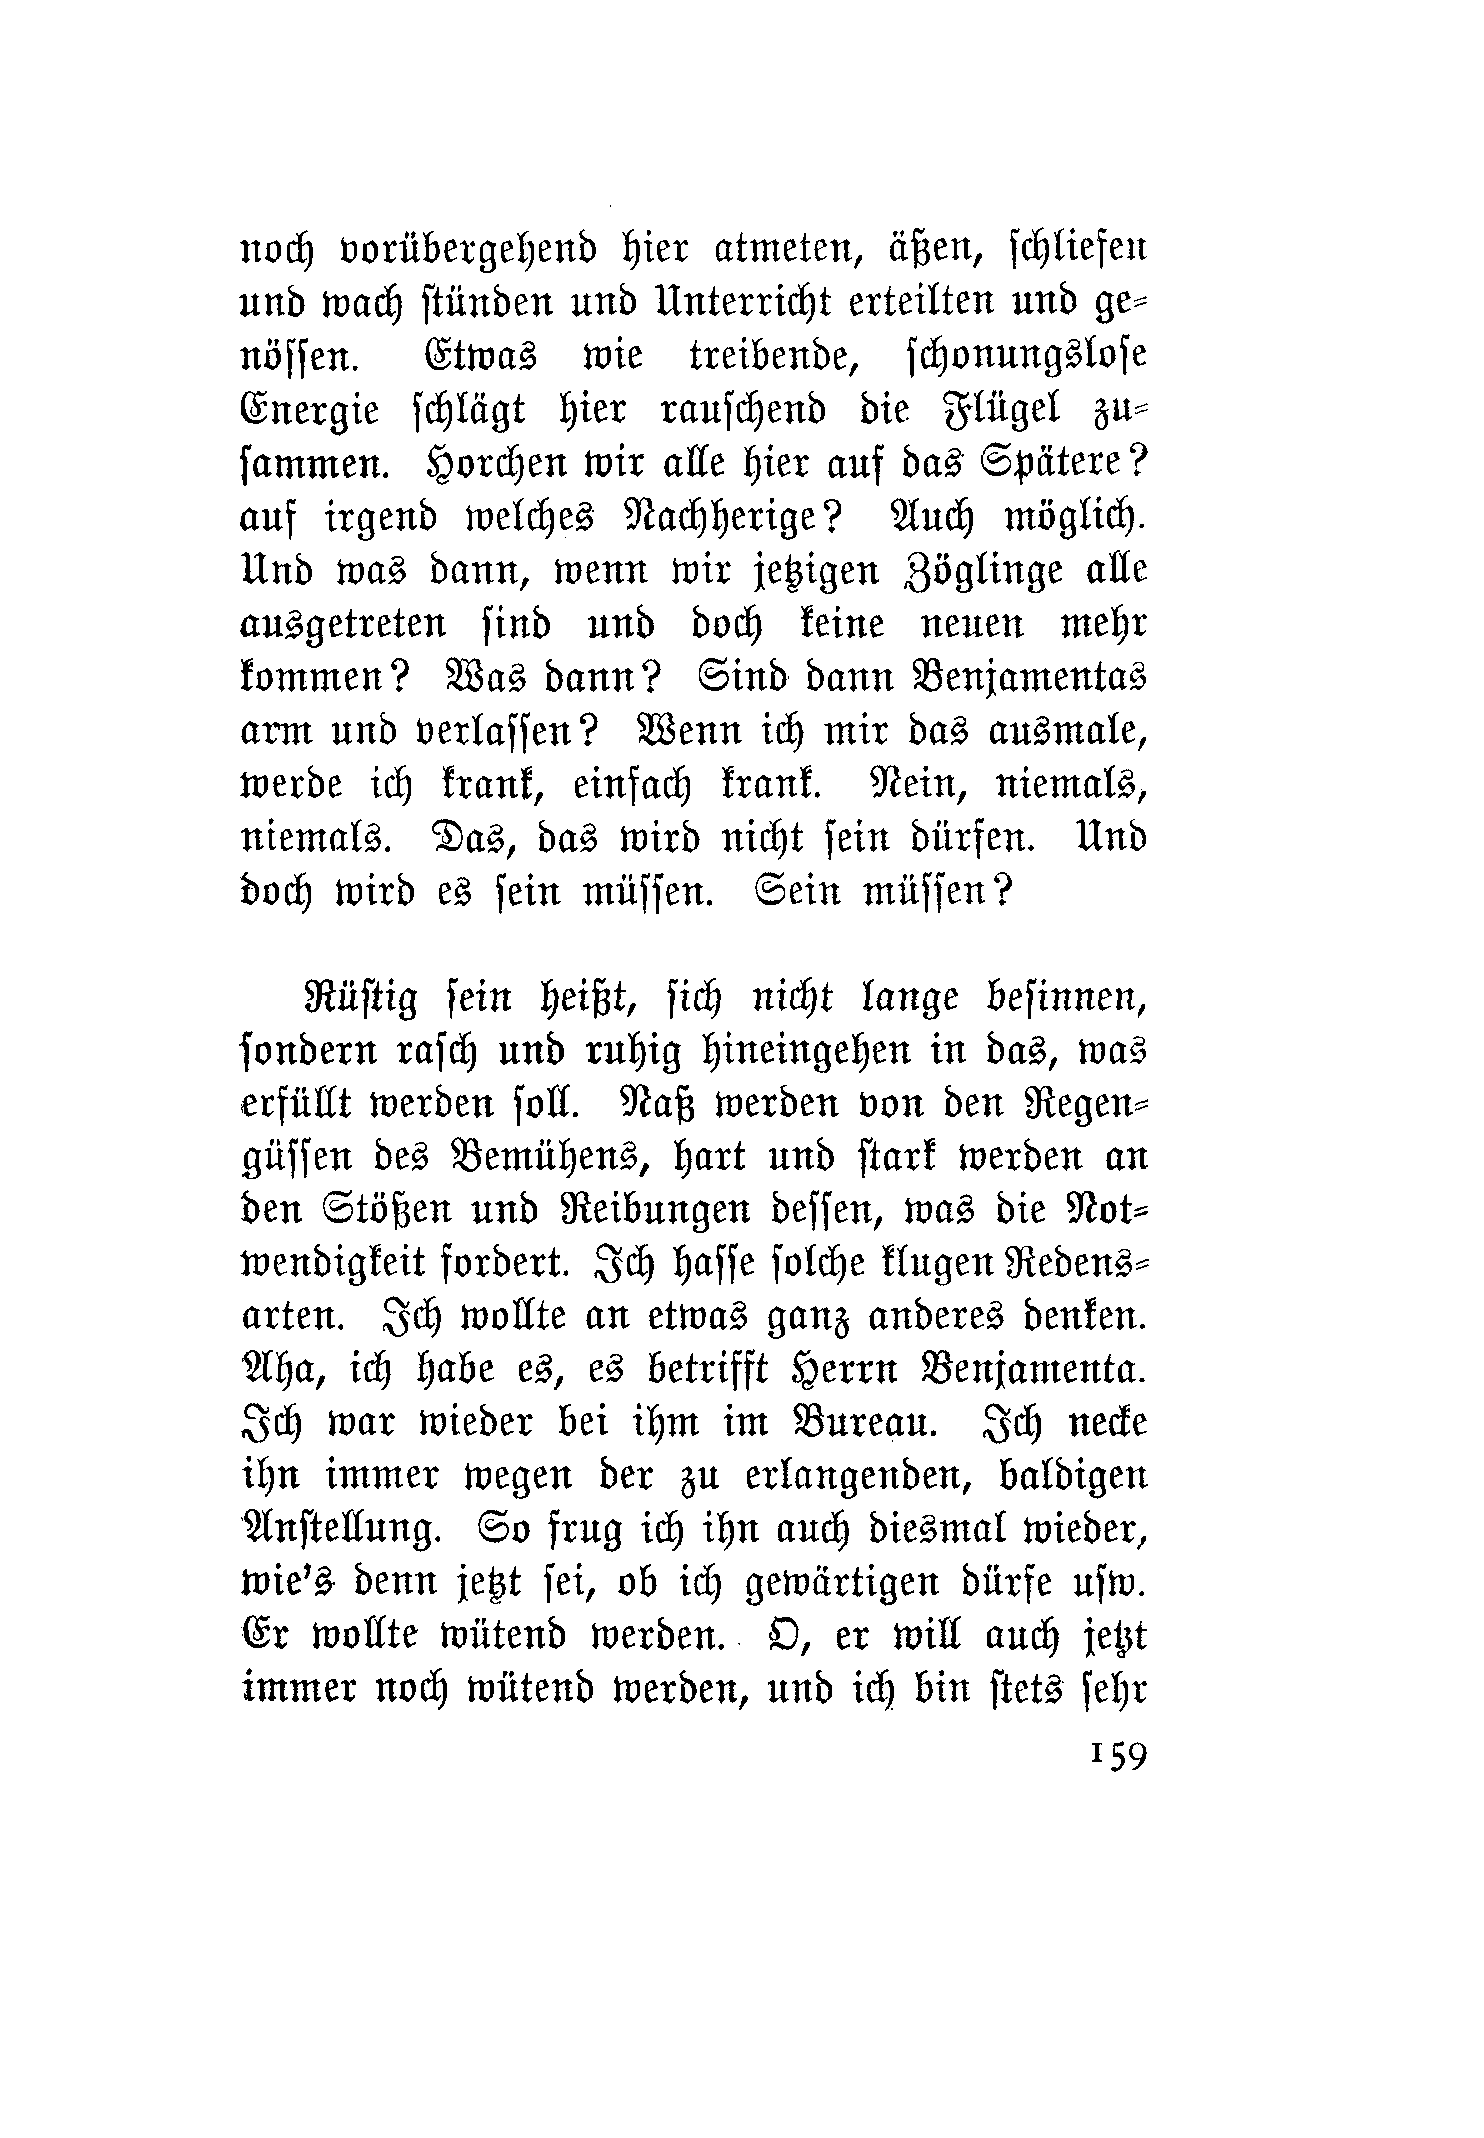 noch vorübergehend hier atmeten, äßen, ſchliefen
und wach ſtünden und Unterricht erteilten und ge⸗
nöſſen. Etwas wie treibende, ſchonungsloſe
Energie ſchlägt hier rauſchend die Flügel zu⸗
ſammen. Horchen wir alle hier auf das Spätere?
auf irgend welches Nachherige? Auch möglich.
Und was dann, wenn wir jetzigen Zöglinge alle
ausgetreten ſind und doch keine neuen mehr
kommen? Was dann? Sind dann Benjamentas
arm und verlaſſen? Wenn ich mir das ausmale,
werde ich krank, einfach krank. Nein, niemals,
niemals. Das, das wird nicht ſein dürfen. Und
doch wird es ſein müſſen. Sein müſſen?
Rüſtig ſein heißt, ſich nicht lange beſinnen,
ſondern raſch und ruhig hineingehen in das, was
erfüllt werden ſoll. Naß werden von den Regen⸗
güſſen des Bemühens, hart und ſtark werden an
den Stößen und Reibungen deſſen, was die Not⸗
wendigkeit fordert. Ich haſſe ſolche klugen Redens⸗
arten. Ich wollte an etwas ganz anderes denken.
Aha, ich habe es, es betrifft Herrn Benjamenta.
Ich war wieder bei ihm im Bureau. Ich necke
ihn immer wegen der zu erlangenden, baldigen
Anſtellung. So frug ich ihn auch diesmal wieder,
wie's denn jetzt ſei, ob ich gewärtigen dürfe uſw.
Er wollte wütend werden. O, er will auch jetzt
immer noch wütend werden, und ich bin ſtets ſehr
159